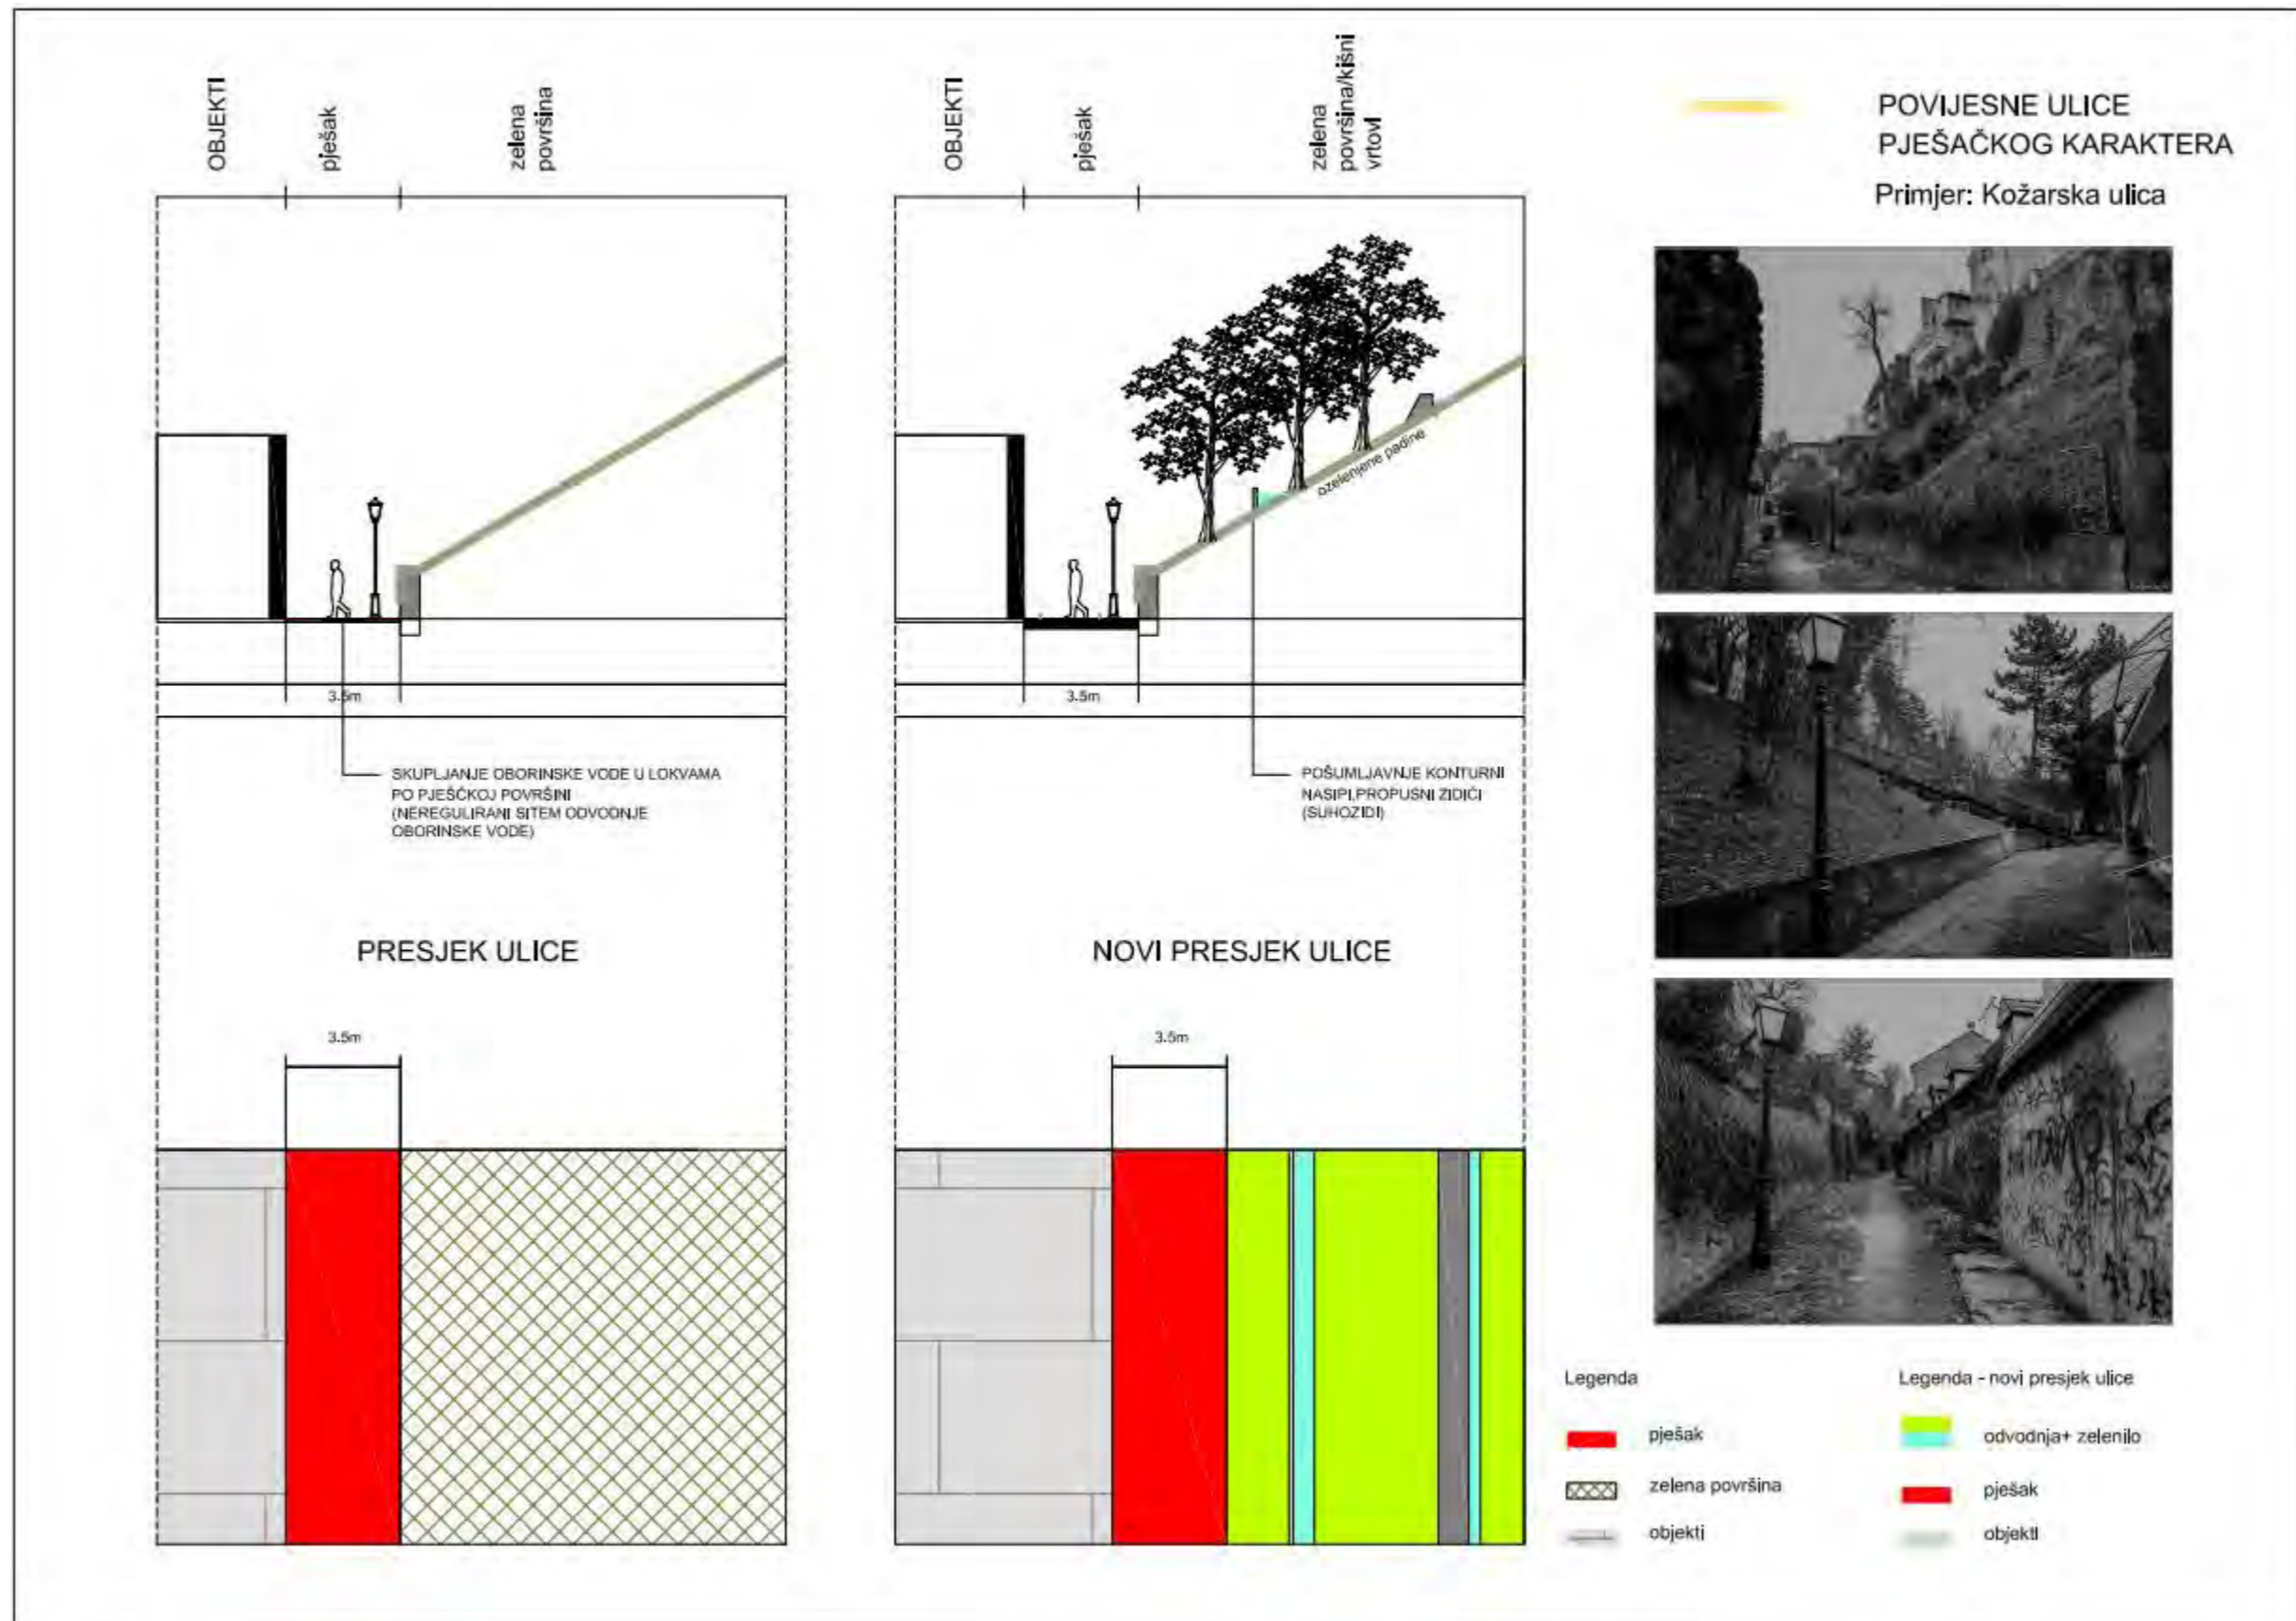 OBJEKTI
pješak
zelena
površina
OBJEKTI
pješak
zelena
površina/kišni
vrtovi
POVIJESNE ULICE
PJEŠAČKOG KARAKTERA
Primjer: Kožarska ulica
ozelenjene padine
3.5m
3.5m
SKUPLJANJE OBORINSKE VODE U LOKVAMA
PO PJEŠČKOJ POVRŠINI
(NEREGULIRANI SITEM ODVODNJE
OBORINSKE VODE)
POŠUMLJAVNJE KONTURNI
NASIPI,PROPUSNI ZIDIĆI
(SUHOZIDI)
PRESJEK ULICE
NOVI PRESJEK ULICE
3.5m
3.5m
Legenda
pješak
zelena površina
objekti
Legenda - novi presjek ulice
odvodnja+ zelenilo
pješak
objekti